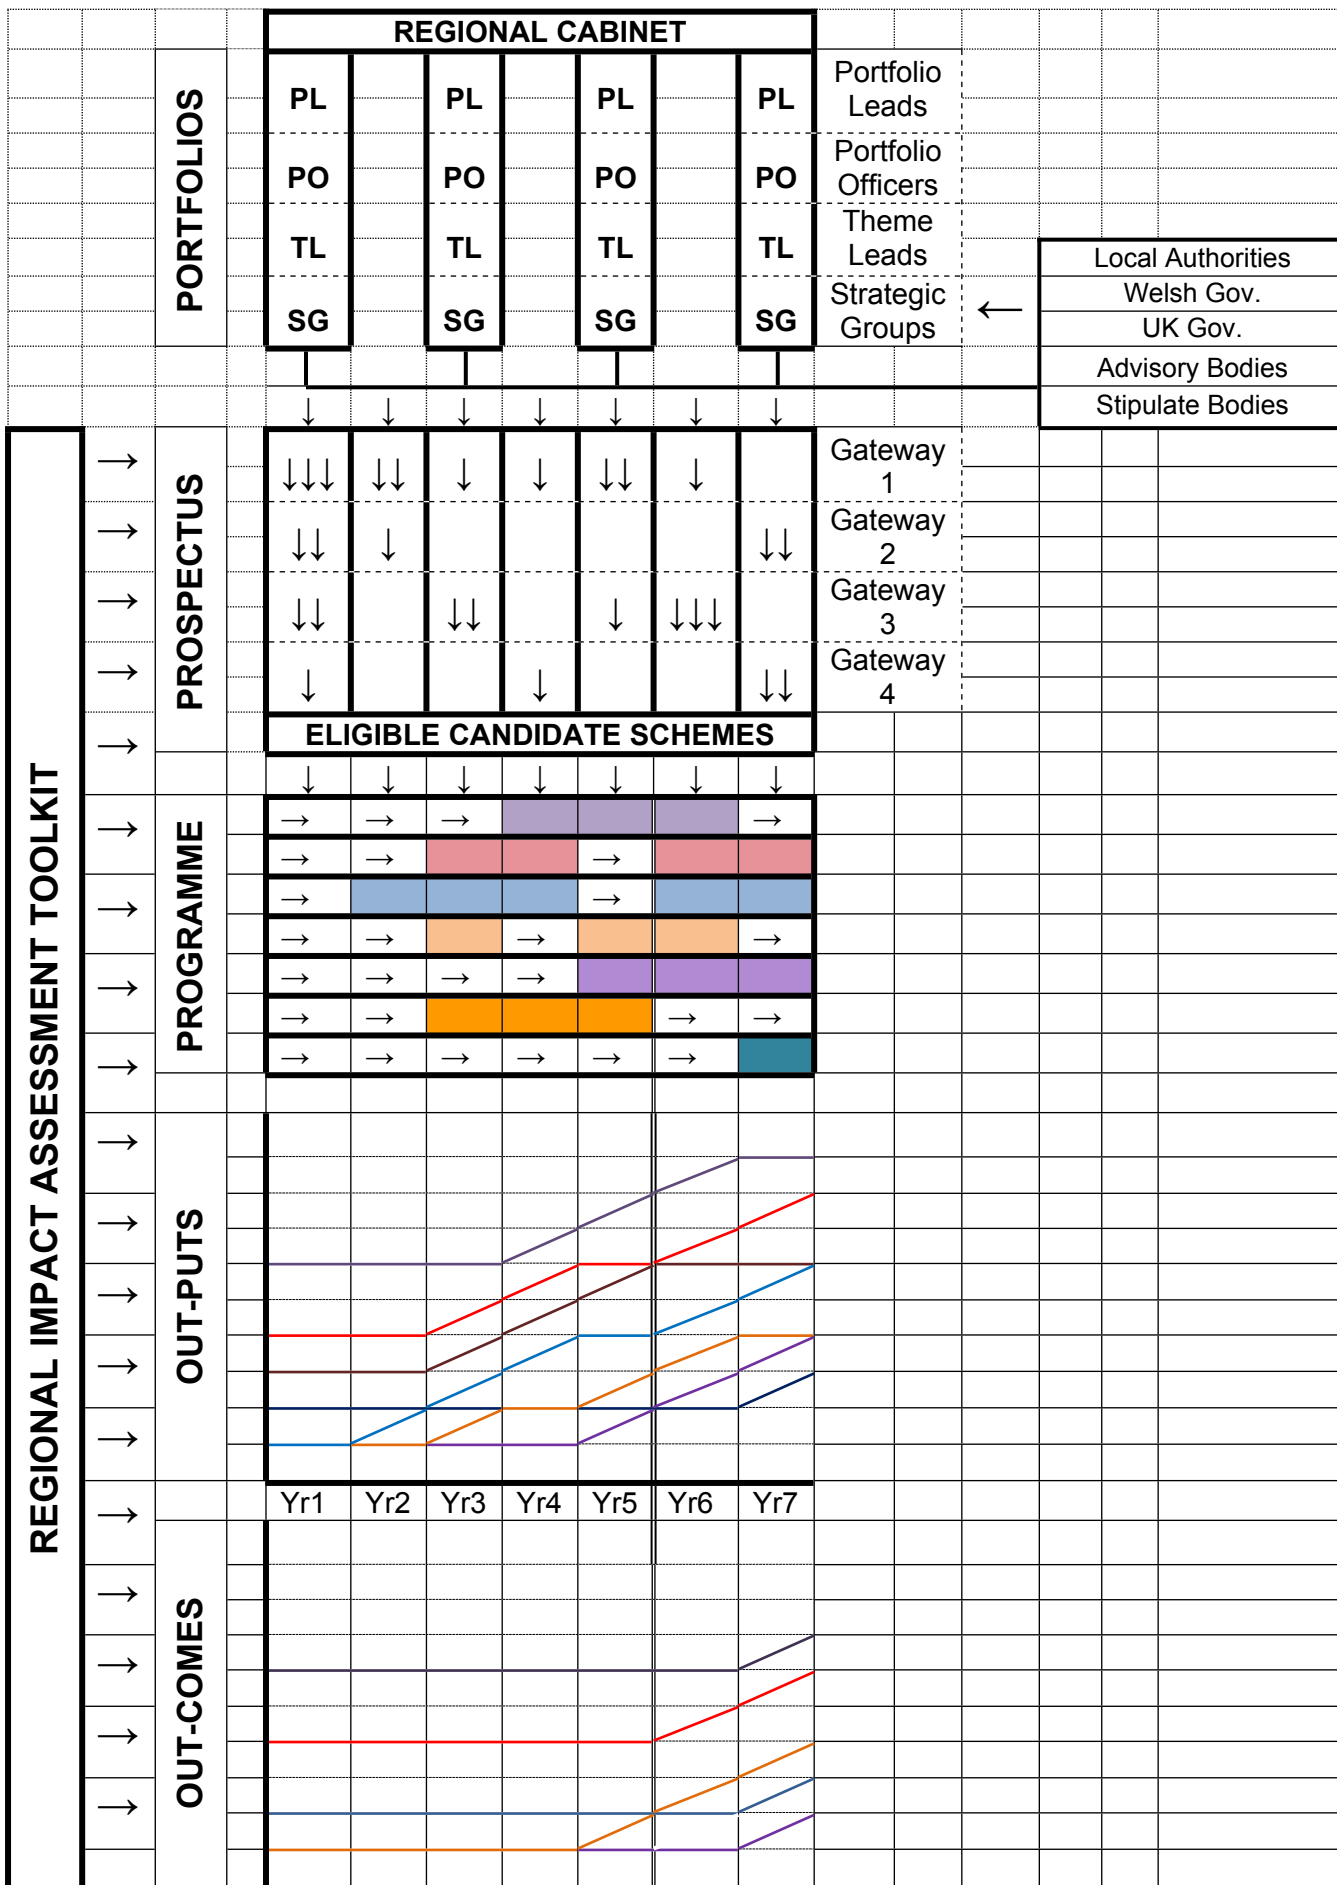 REGIONAL CABINET
PORTFOLIOS
PL PL PL PL
Portfolio
Leads
PO PO PO PO
Portfolio
Officers
TL TL TL TL
Theme
Leads
SG SG SG SG
Strategic
Groups
←
Local Authorities
Welsh Gov.
UK Gov.
Advisory Bodies
Stipulate Bodies
↓ ↓ ↓ ↓ ↓ ↓ ↓
REGIONAL IMPACT ASSESSMENT TOOLKIT
PROSPECTUS
→ ↓↓↓ ↓↓ ↓ ↓ ↓↓ ↓
Gateway
1
→ ↓↓ ↓ ↓↓
Gateway
2
→ ↓↓ ↓↓ ↓ ↓↓↓
Gateway
3
→ ↓ ↓ ↓↓
Gateway
4
→ ELIGIBLE CANDIDATE SCHEMES
↓ ↓ ↓ ↓ ↓ ↓ ↓
PROGRAMME
→ → → → →
→ → →
→ → →
→ → → →
→ → → → →
→ → → →
→ → → → → → →
OUT-PUTS
→
→
→
→
→
→ Yr1 Yr2 Yr3 Yr4 Yr5 Yr6 Yr7
OUT-COMES
→
→
→
→